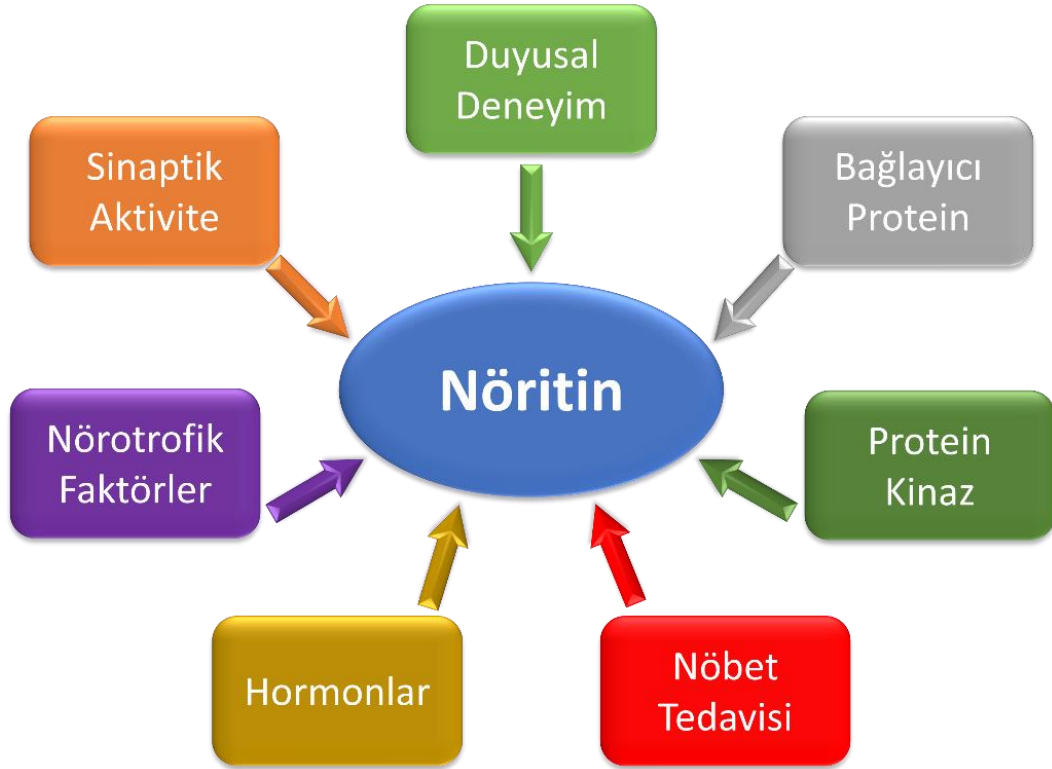 Duyusal
Deneyim
Sinaptik
Aktivite
Bağlayıcı
Protein
Nöritin
Nörotrofik
Faktörler
Protein
Kinaz
Hormonlar
Nöbet
Tedavisi